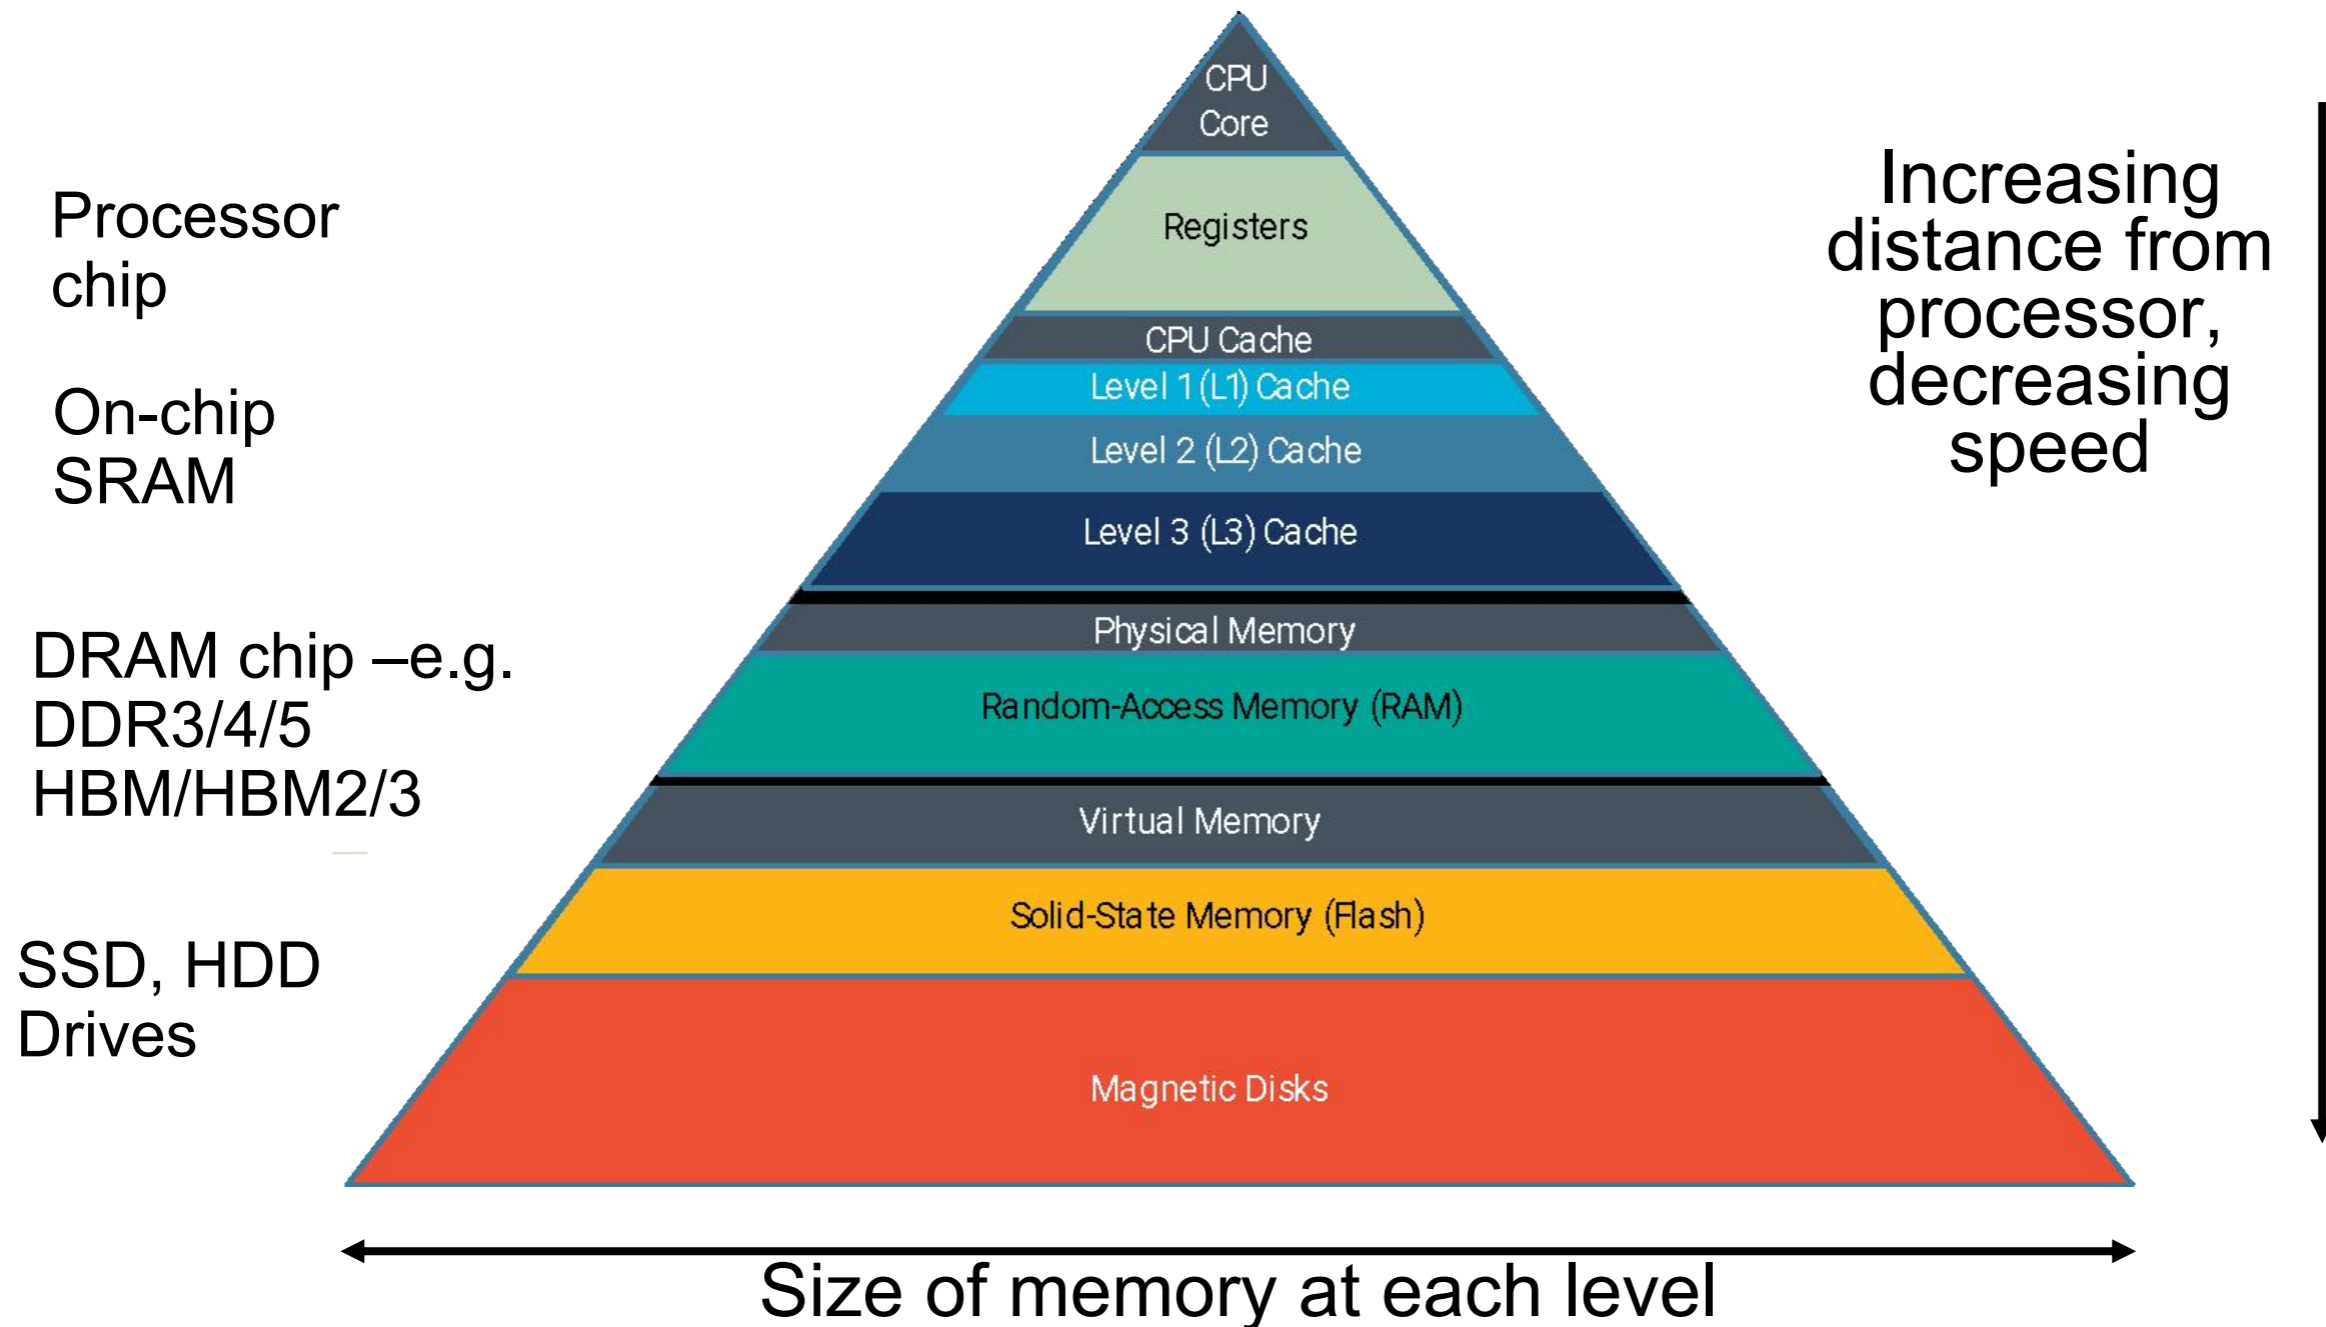 CPU
Core
Registers
CPU Cache
Level 1 (L1) Cache
Level 2 (L2) Cache
Level 3 (L3) Cache
Physical Memory
Random-Access Memory (RAM)
Virtual Memory
Solid-State Memory (Flash)
Magnetic Disks
Processor
chip
On-chip
SRAM
DRAM chip –e.g.
DDR3/4/5
HBM/HBM2/3
SSD, HDD
Drives
Increasing
distance from
processor,
decreasing
speed
Size of memory at each level